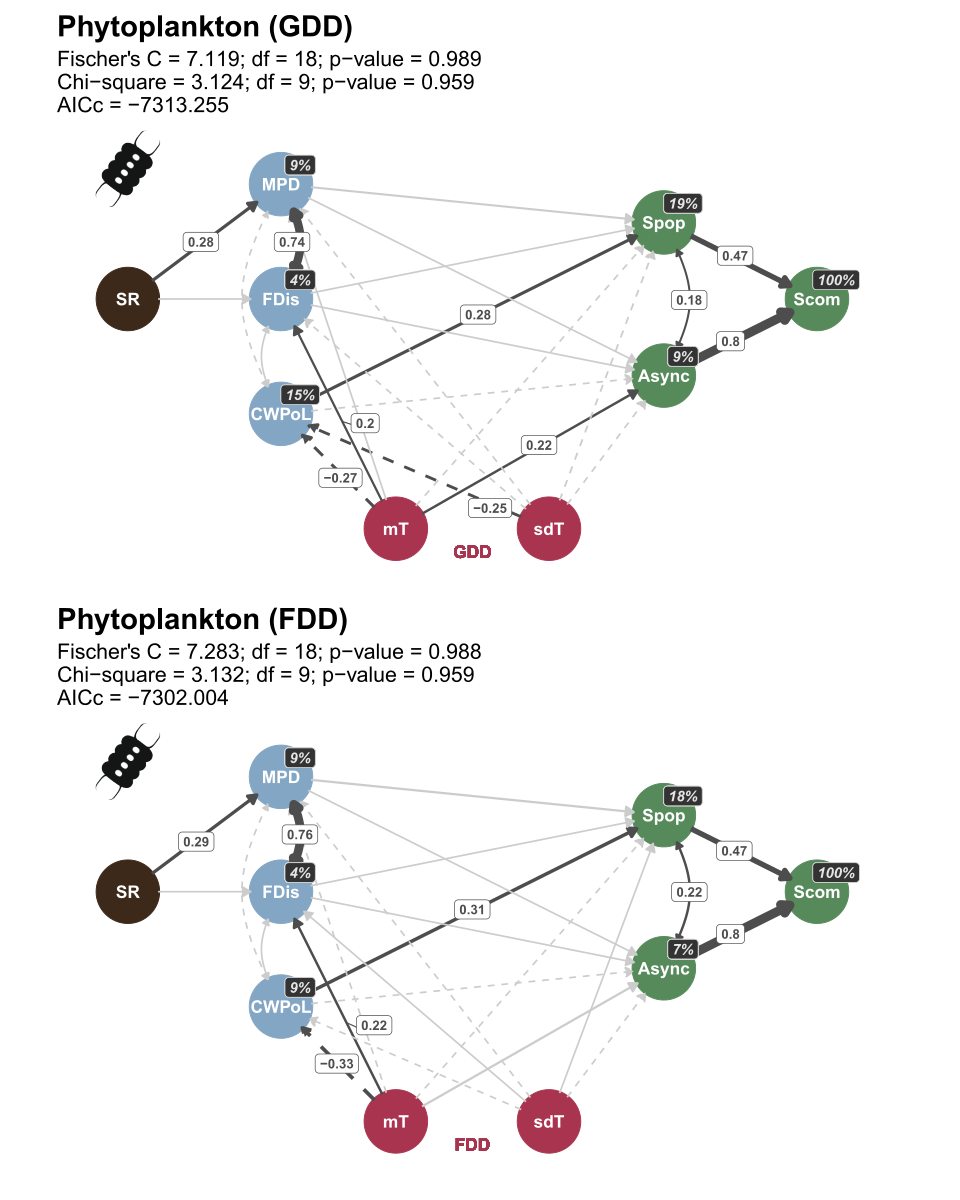 Phytoplankton (GDD)
Fischer's C = 7.119; df = 18; p−value = 0.989
Chi−square = 3.124; df = 9; p−value = 0.959
AICc = −7313.255
9%
MPD
19%
Spop
0.28
0.74
0.47
4%
100%
SR
FDis
0.18
Scom
0.28
0.8
9%
Async
15%
CWPoL
0.2
0.22
−0.27
−0.25
mT
sdT
GDD
Phytoplankton (FDD)
Fischer's C = 7.283; df = 18; p−value = 0.988
Chi−square = 3.132; df = 9; p−value = 0.959
AICc = −7302.004
9%
MPD
18%
Spop
0.29
0.76
0.47
4%
100%
SR
FDis
0.22
Scom
0.31
0.8
7%
Async
9%
CWPoL
0.22
−0.33
mT
sdT
FDD